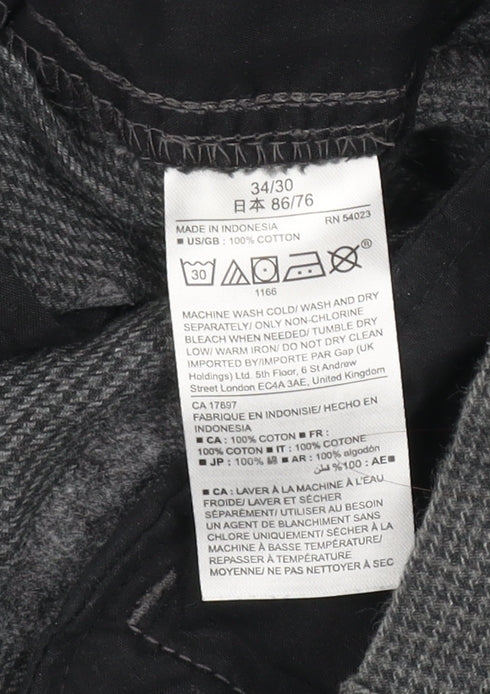 34/30
日本 86/76
MADE IN INDONESIA RN 54023
■ US/GB : 100% COTTON
30 ®
1166
MACHINE WASH COLD/ WASH AND DRY
SEPARATELY/ ONLY NON-CHLORINE
BLEACH WHEN NEEDED/ TUMBLE DRY
LOW/ WARM IRON/ DO NOT DRY CLEAN
IMPORTED BY/IMPORTE PAR Gap (UK
Holdings) Ltd. 5th Floor, 6 St Andrew
Street London EC4A 3AE, United Kingdom
CA 17897
FABRIQUE EN INDONISIE/ HECHO EN
INDONESIA
■ CA : 100% COTON ■ FR :
100% COTON ■ IT : 100% COTONE
■ JP : 100% 綿 ■ AR : 100% algodón
■ AE : 100% قطن
■ CA : LAVER À LA MACHINE À L'EAU
FROIDE/ LAVER ET SÉCHER
SÉPARÉMENT/ UTILISER AU BESOIN
UN AGENT DE BLANCHIMENT SANS
CHLORE UNIQUEMENT/ SÉCHER À LA
MACHINE À BASSE TEMPÉRATURE/
REPASSER À TEMPÉRATURE
MOYENNE/ NE PAS NETTOYER À SEC